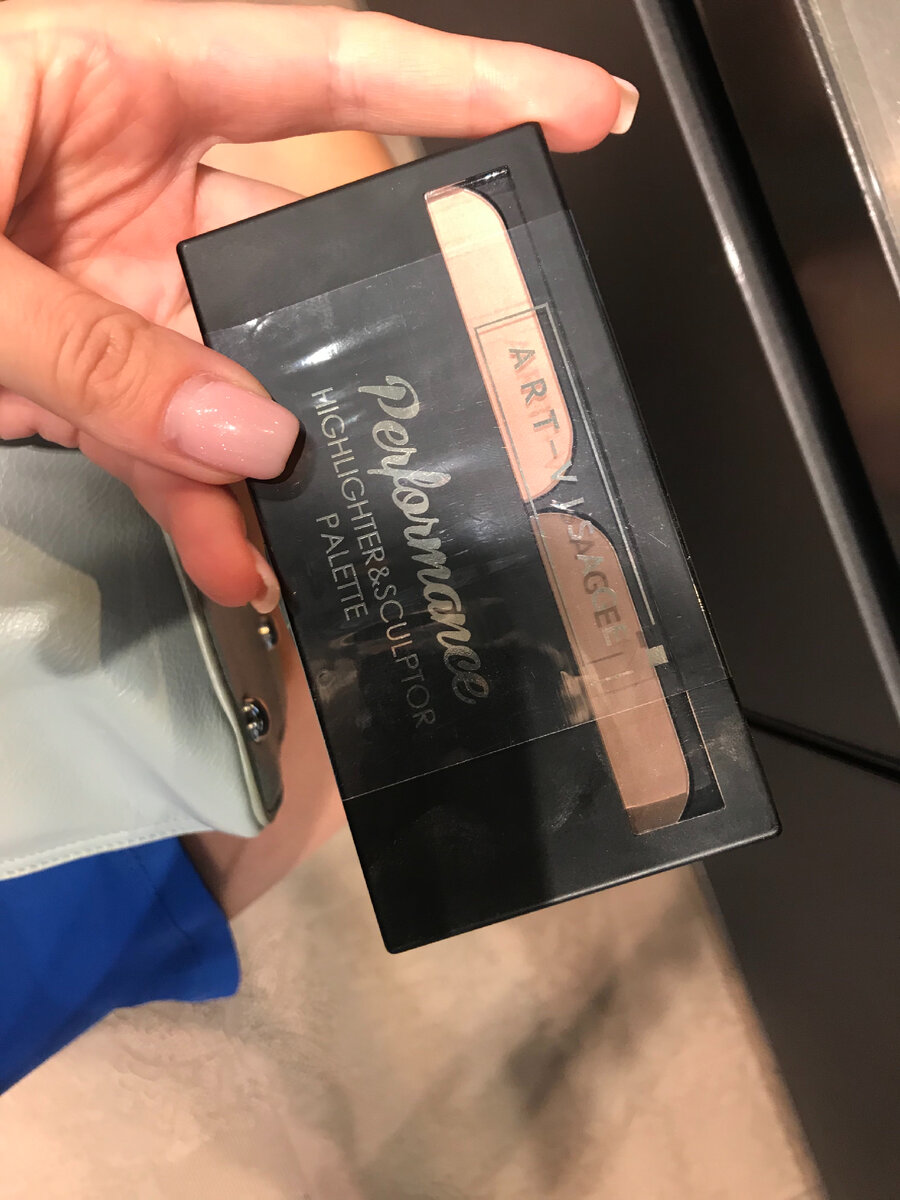 ART-VISAGE
Performance
HIGHLIGHTER&SCULPTOR
PALETTE